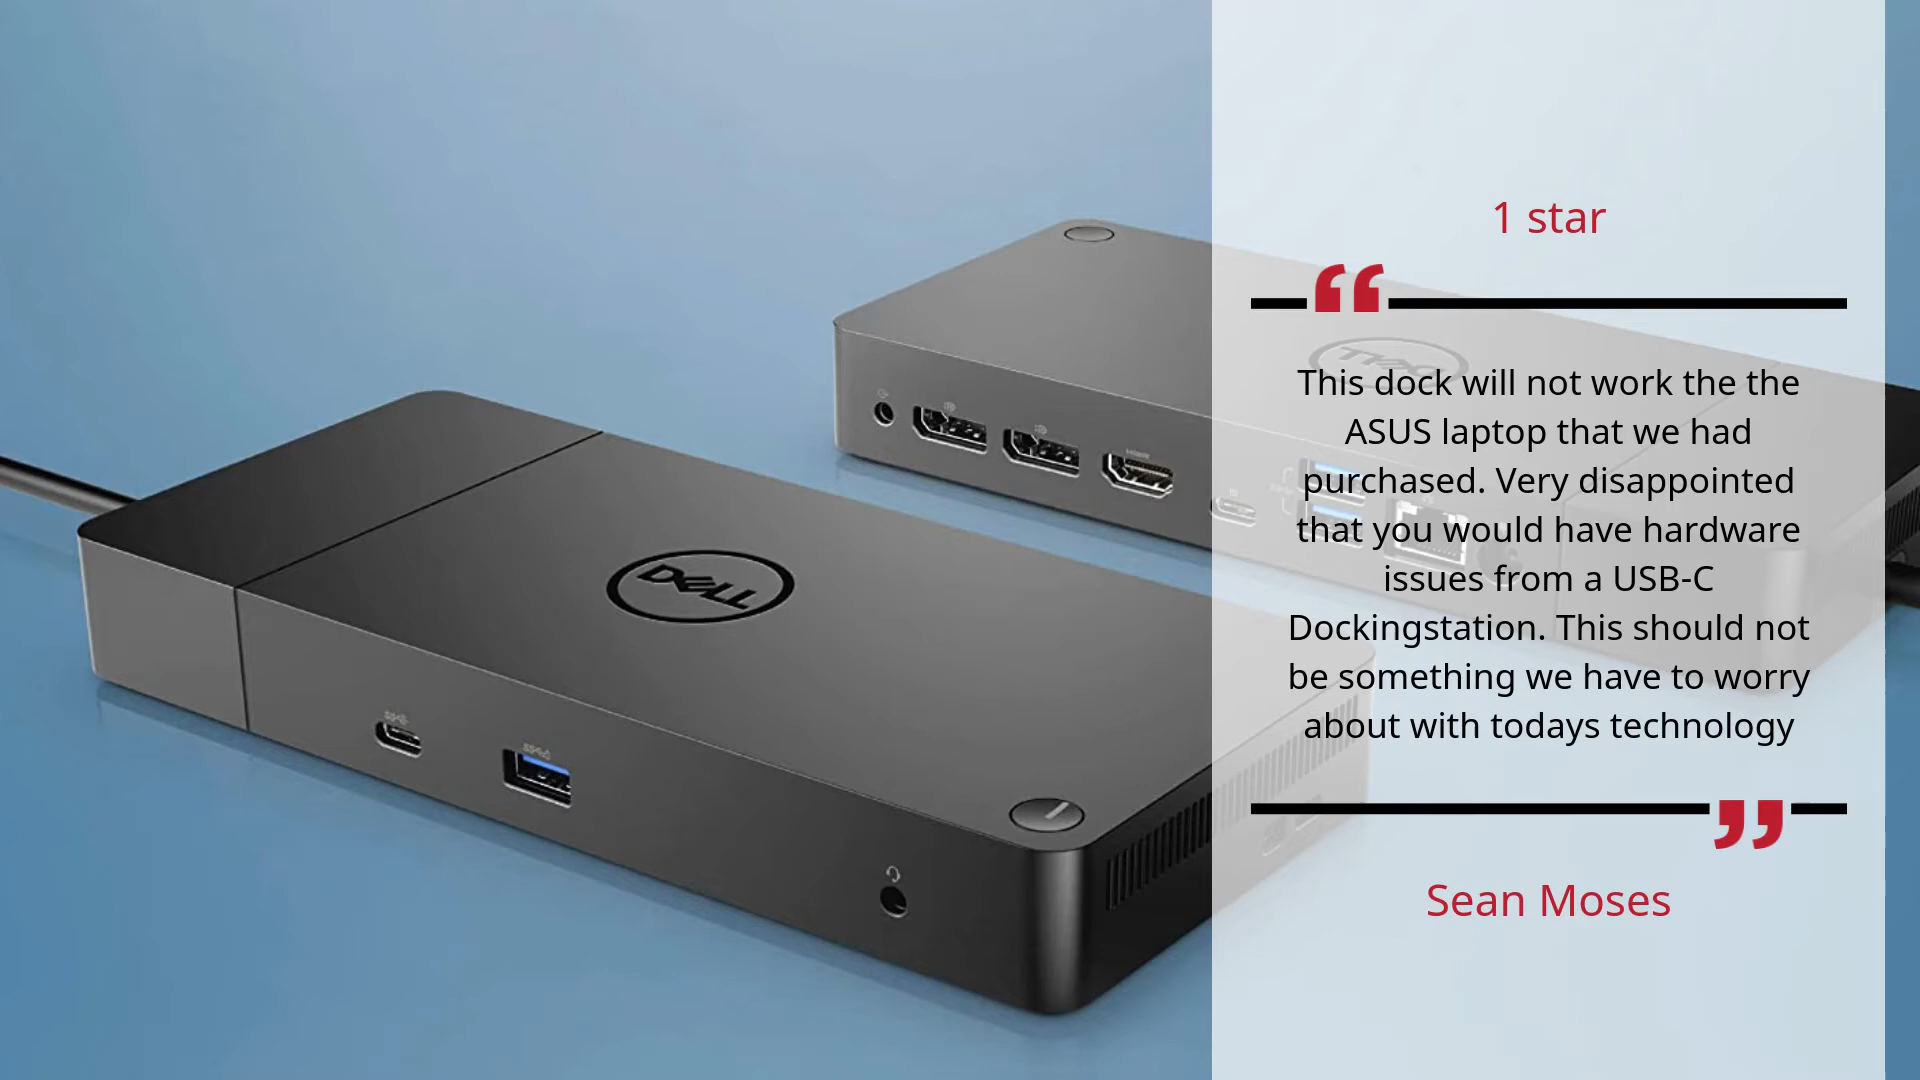 1 star
This dock will not work the the
ASUS laptop that we had
purchased. Very disappointed
that you would have hardware
issues from a USB-C
Dockingstation. This should not
be something we have to worry
about with todays technology
Sean Moses
DELL
DELL